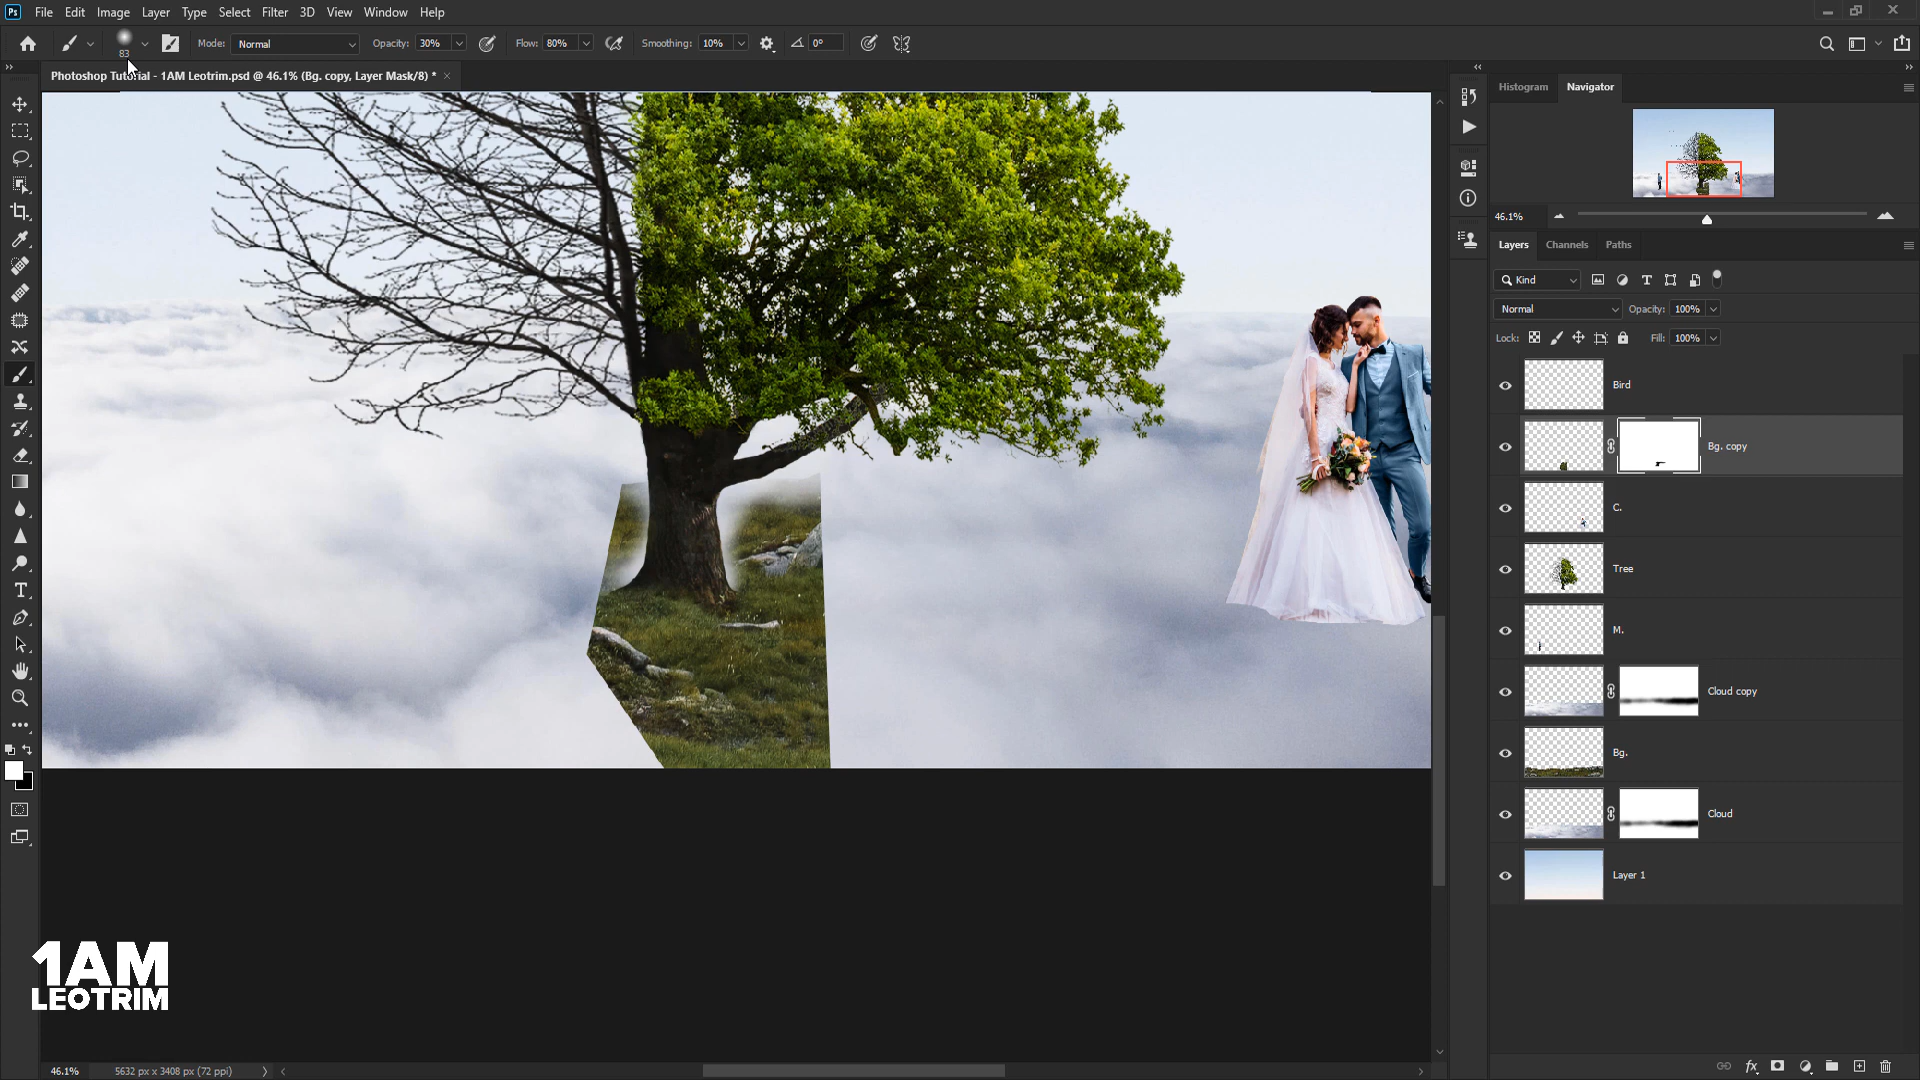 Ps File Edit Image Layer Type Select Filter 3D View Window Help
83 Mode: Normal Opacity: 30% Flow: 80% Smoothing: 10% 0°
Photoshop Tutorial - 1AM Leotrim.psd @ 46.1% (Bg. copy, Layer Mask/8) * ×
Histogram Navigator
46.1%
Layers Channels Paths
Kind
Normal Opacity: 100%
Lock: Fill: 100%
Bird
Bg. copy
C.
Tree
M.
Cloud copy
Bg.
Cloud
Layer 1
1AM
LEOTRIM
46.1% 5632 px x 3408 px (72 ppi)